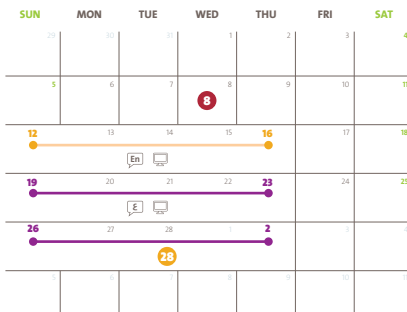 SUN MON TUE WED THU FRI SAT
29 30 31 1 2 3 4
5 6 7 8 9 10 11
8
12 13 14 15 16 17 18
En
19 20 21 22 23 24 25
ع
26 27 28 1 2 3 4
28
5 6 7 8 9 10 11